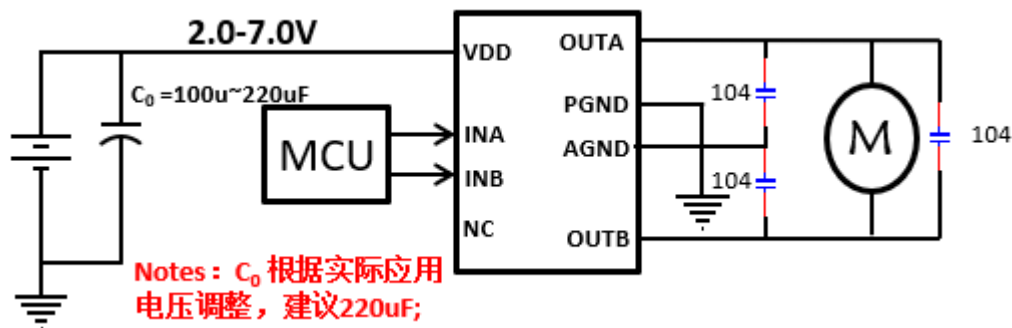 2.0-7.0V
C₀ =100u~220uF
VDD
OUTA
104
PGND
MCU
INA
AGND
M
104
INB
104
NC
OUTB
Notes：C₀ 根据实际应用
电压调整，建议220uF;